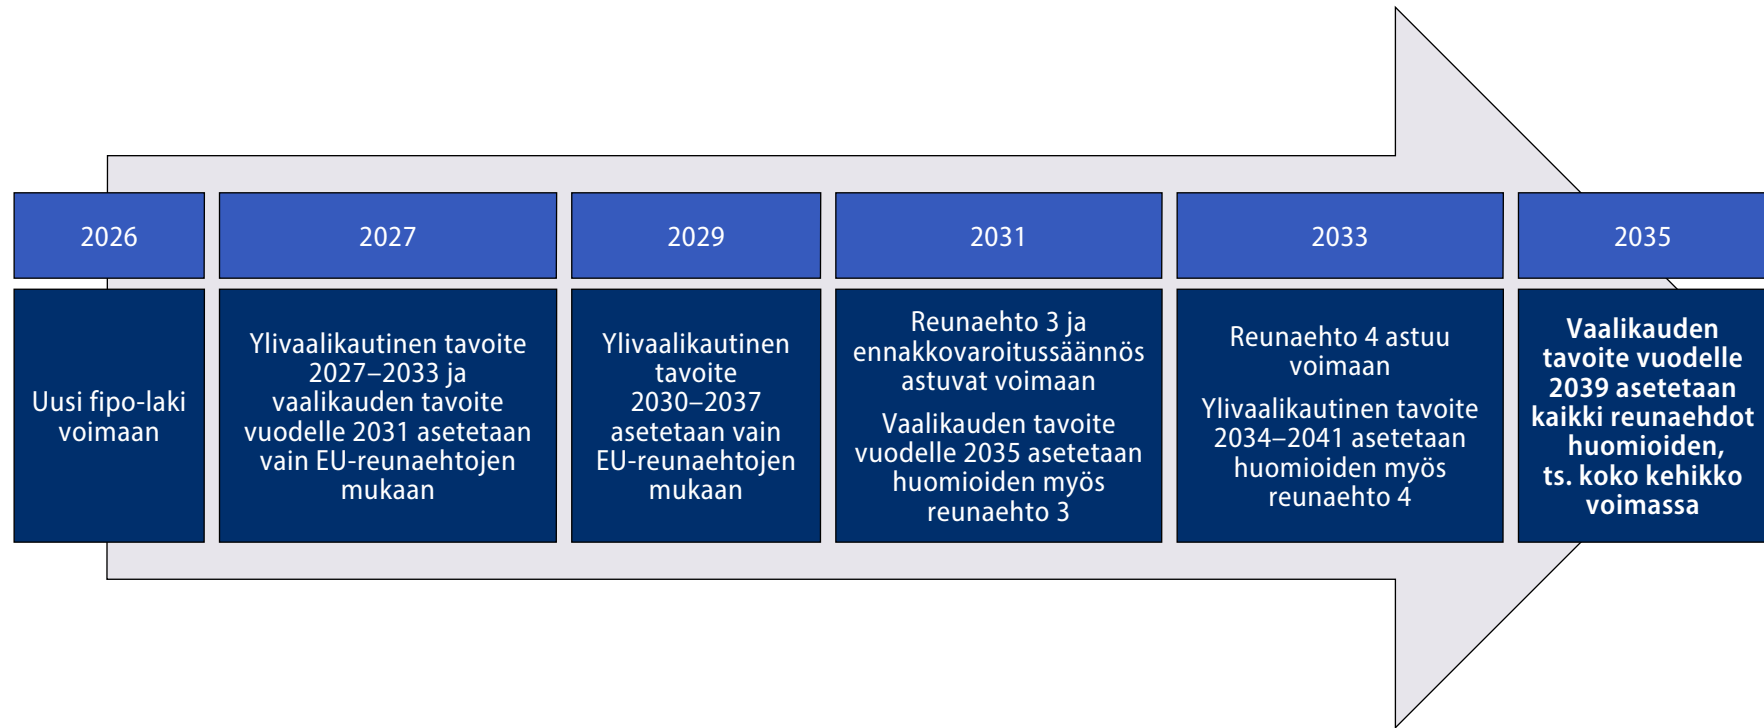 2026
Uusi fipo-laki
voimaan
2027
Ylivaalikautinen tavoite
2027–2033 ja
vaalikauden tavoite
vuodelle 2031 asetetaan
vain EU-reunaehtojen
mukaan
2029
Ylivaalikautinen
tavoite
2030–2037
asetetaan vain
EU-reunaehtojen
mukaan
2031
Reunaehto 3 ja
ennakkovaroitussäännös
astuvat voimaan
Vaalikauden tavoite
vuodelle 2035 asetetaan
huomioiden myös
reunaehto 3
2033
Reunaehto 4 astuu
voimaan
Ylivaalikautinen tavoite
2034–2041 asetetaan
huomioiden myös
reunaehto 4
2035
Vaalikauden
tavoite vuodelle
2039 asetetaan
kaikki reunaehdot
huomioiden,
ts. koko kehikko
voimassa